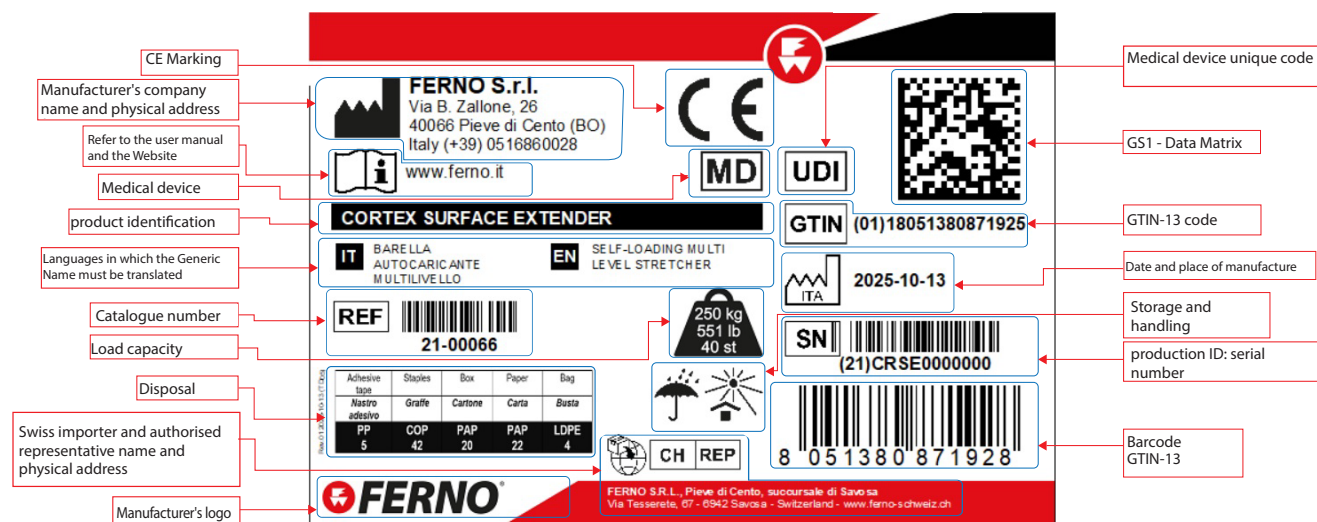 CE Marking
Manufacturer's company
name and physical address
Refer to the user manual
and the Website
Medical device
product identification
Languages in which the Generic
Name must be translated
Catalogue number
Load capacity
Disposal
Swiss importer and authorised
representative name and
physical address
Manufacturer's logo
FERNO S.r.l.
Via B. Zallone, 26
40066 Pieve di Cento (BO)
Italy (+39) 0516860028
www.ferno.it
CE
MD
UDI
CORTEX SURFACE EXTENDER
GTIN (01)18051380871925
IT BARELLA
AUTOCARICANTE
MULTILIVELLO
EN SELF-LOADING MULTI
LEVEL STRETCHER
ITA 2025-10-13
REF
21-00066
250 kg
551 lb
40 st
SN
(21)CRSE0000000
Adhesive tape Staples Box Paper Bag
Nastro adesivo Graffe Cartone Carta Busta
PP COP PAP PAP LDPE
5 42 20 22 4
8 051380 871928
CH REP
FERNO
FERNO S.R.L., Pieve di Cento, succursale di Savosa
Via Tesserete, 67 - 6942 Savosa - Switzerland - www.ferno-schweiz.ch
Medical device unique code
GS1 - Data Matrix
GTIN-13 code
Date and place of manufacture
Storage and
handling
production ID: serial
number
Barcode
GTIN-13